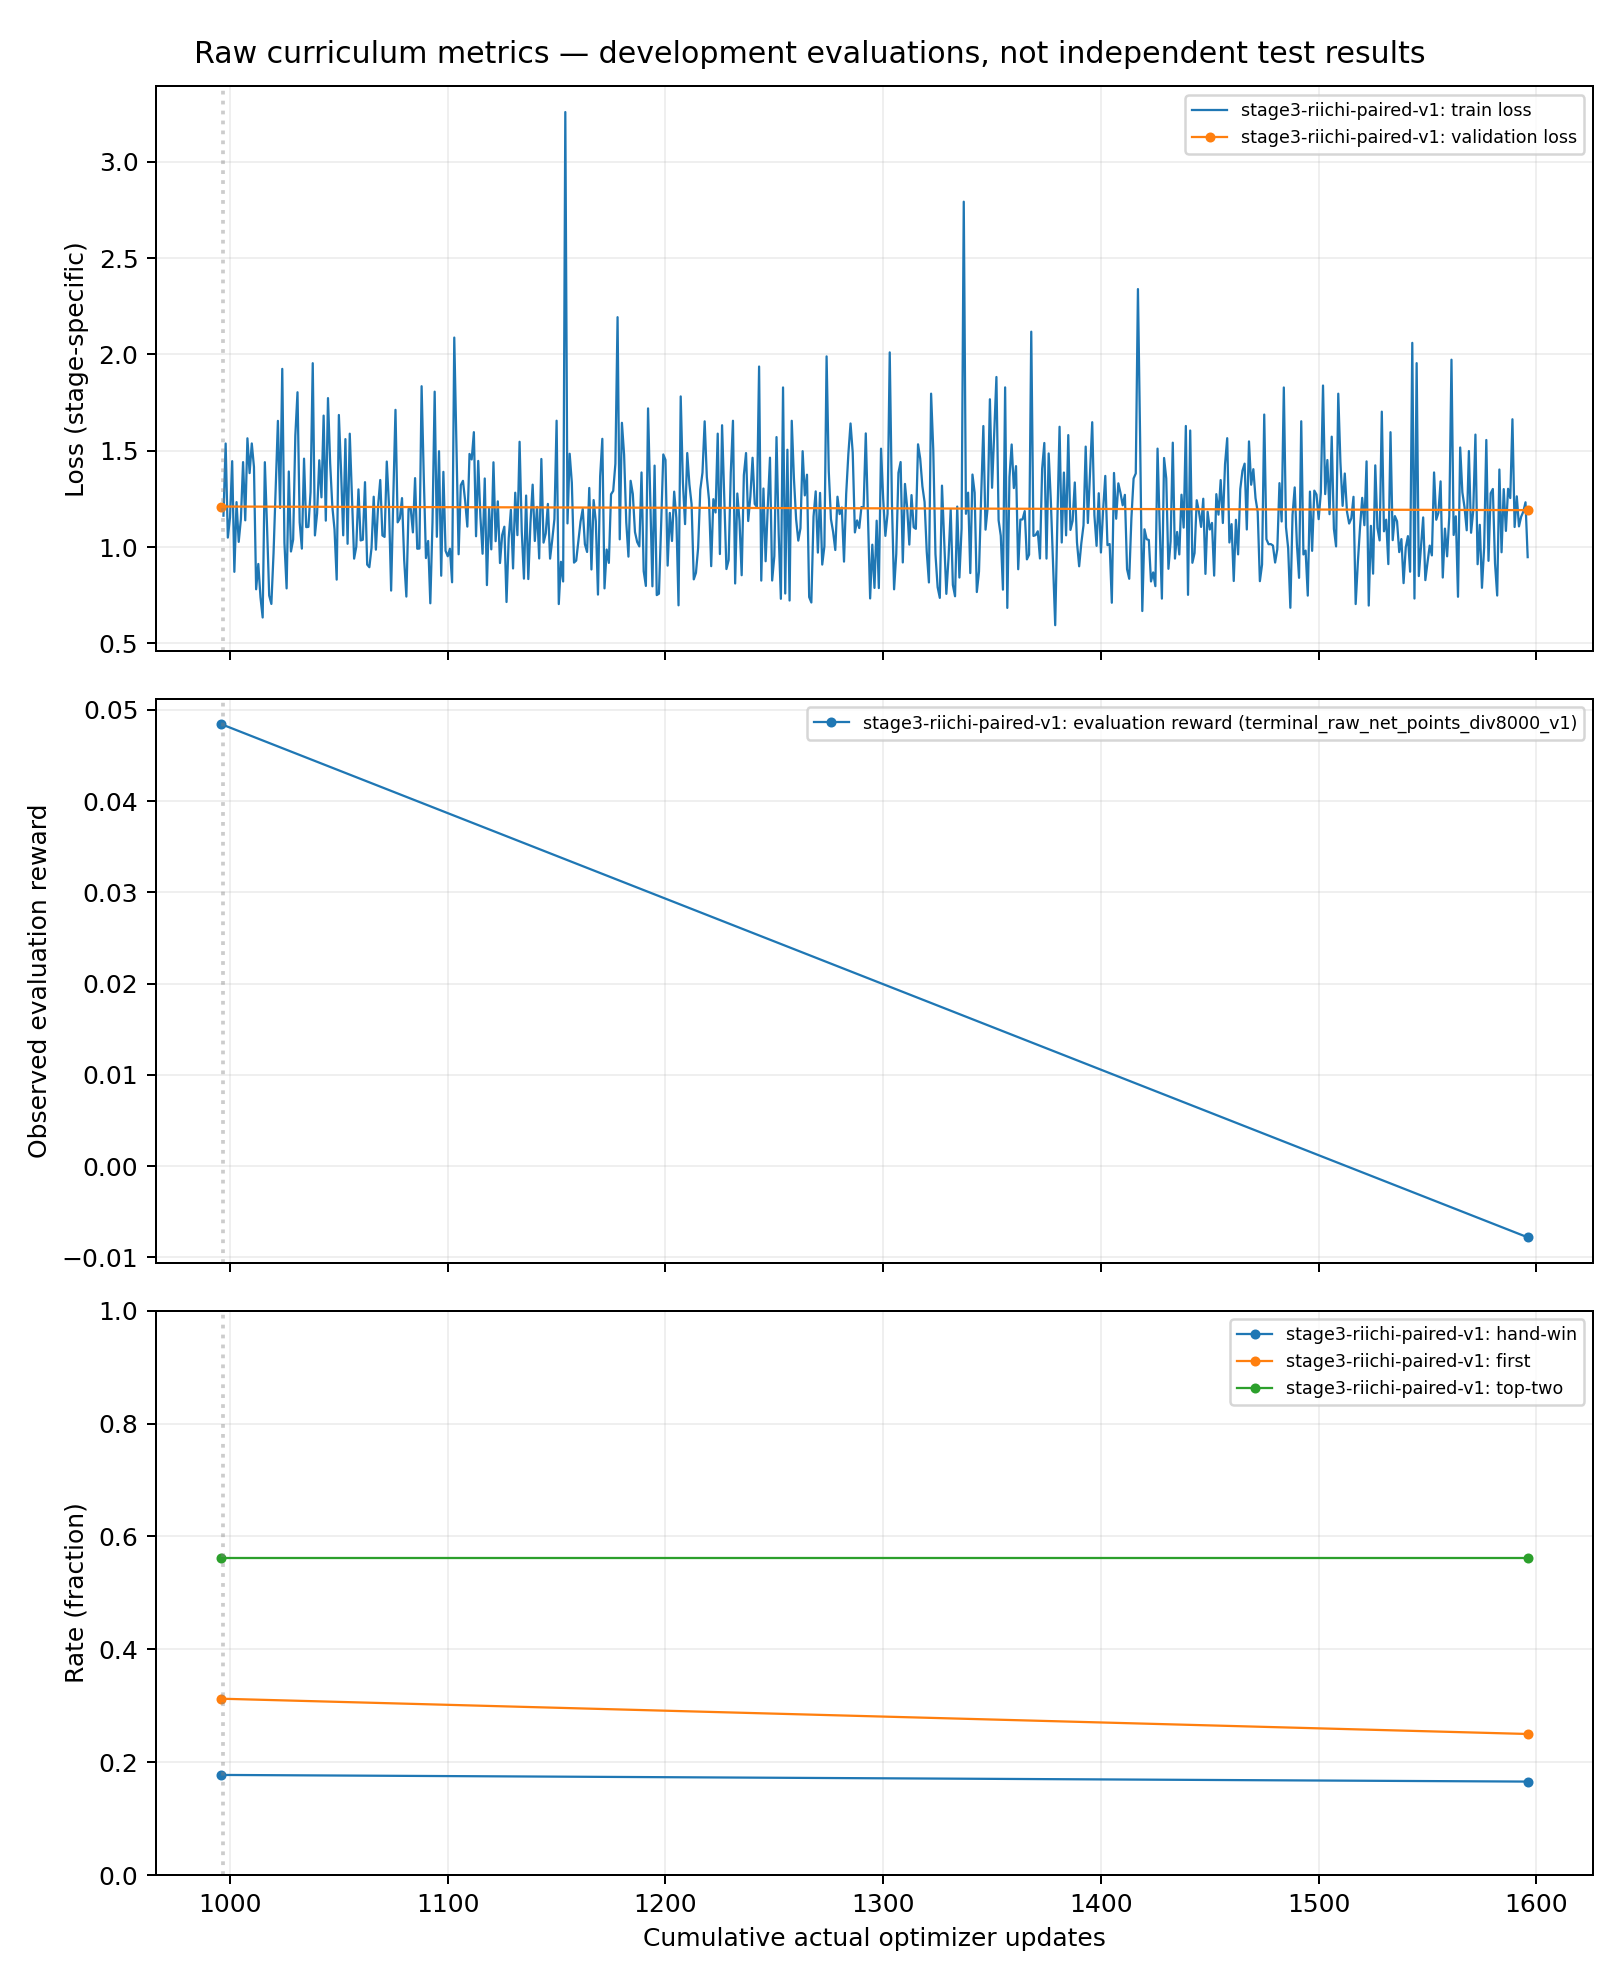 Raw curriculum metrics — development evaluations, not independent test results
stage3-riichi-paired-v1: train loss
stage3-riichi-paired-v1: validation loss
Loss (stage-specific)
3.0
2.5
2.0
1.5
1.0
0.5
stage3-riichi-paired-v1: evaluation reward (terminal_raw_net_points_div8000_v1)
Observed evaluation reward
0.05
0.04
0.03
0.02
0.01
0.00
−0.01
stage3-riichi-paired-v1: hand-win
stage3-riichi-paired-v1: first
stage3-riichi-paired-v1: top-two
Rate (fraction)
1.0
0.8
0.6
0.4
0.2
0.0
1000 1100 1200 1300 1400 1500 1600
Cumulative actual optimizer updates